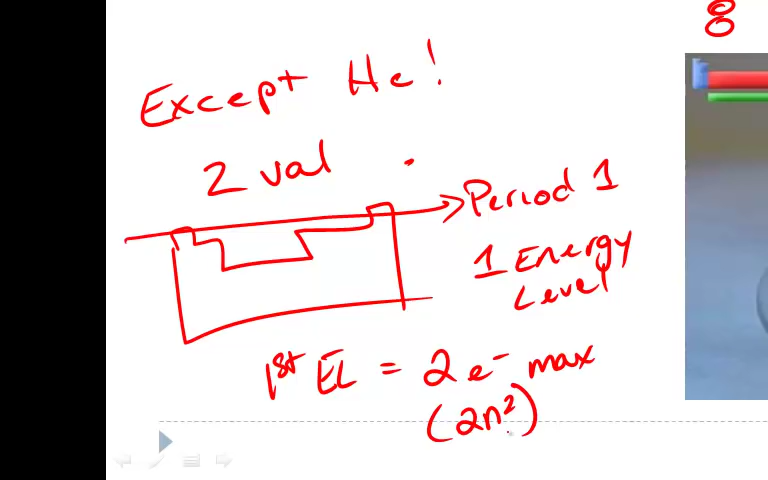 8
Except He!
2 val
Period 1
1 Energy
Level
1st EL = 2 e⁻ max
(2n²)